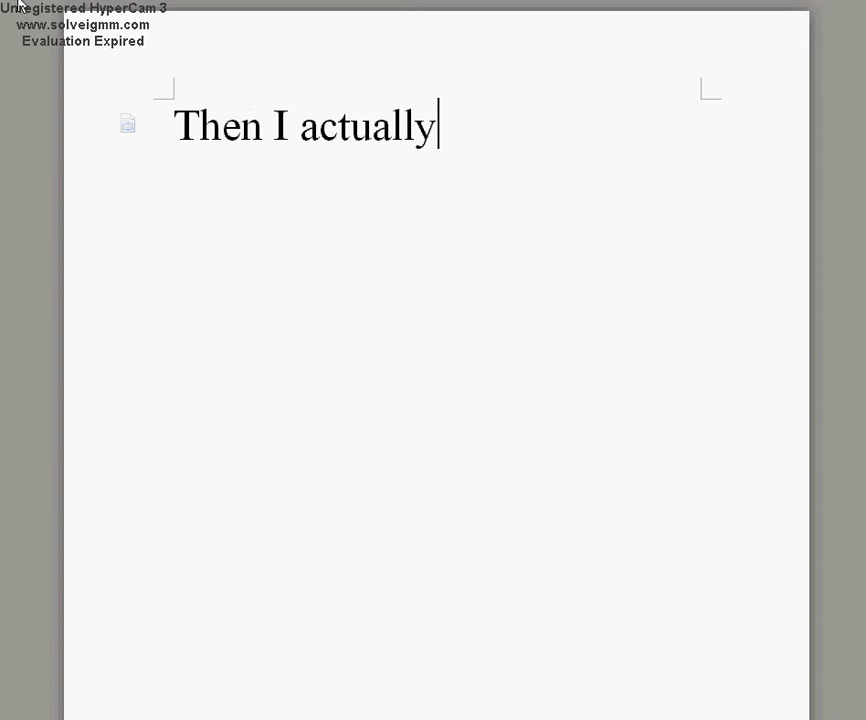 Unregistered HyperCam 3
www.solveigmm.com
Evaluation Expired
Then I actually